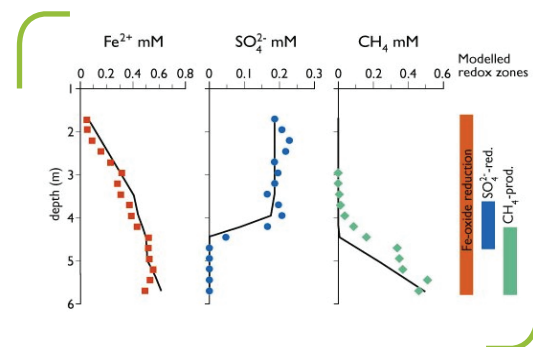 Fe²⁺ mM
SO₄²⁻ mM
CH₄ mM
Modelled
redox zones
0 0.2 0.4 0.6 0.8
0 0.1 0.2 0.3
0 0.2 0.4 0.6
1
2
3
4
5
6
depth (m)
Fe-oxide reduction
SO₄²⁻-red.
CH₄-prod.